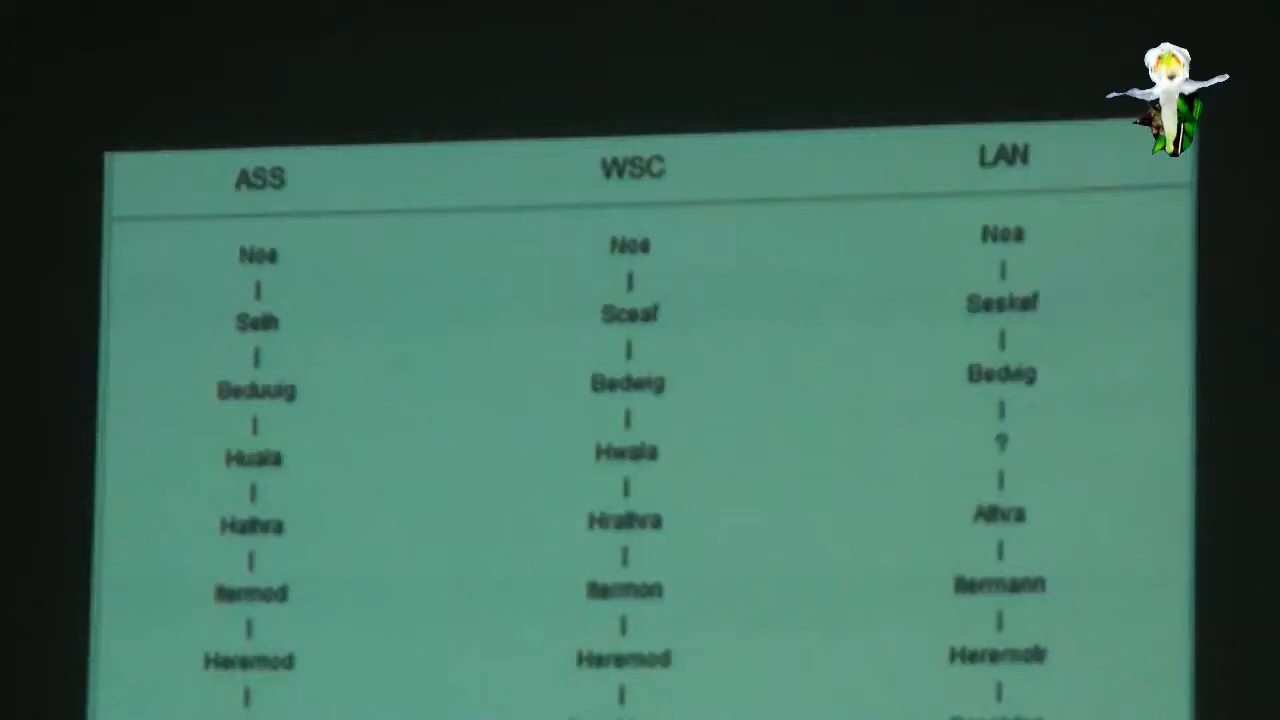 ASS WSC LAN
Noe Noe Noa
| | |
Seth Sceaf Seskef
| | |
Beduuig Bedwig Bedvig
| | |
Huala Hwala ?
| | |
Hathra Hrathra Athra
| | |
Itermod Itermon Itermann
| | |
Heremod Heremod Heremotr
| | |